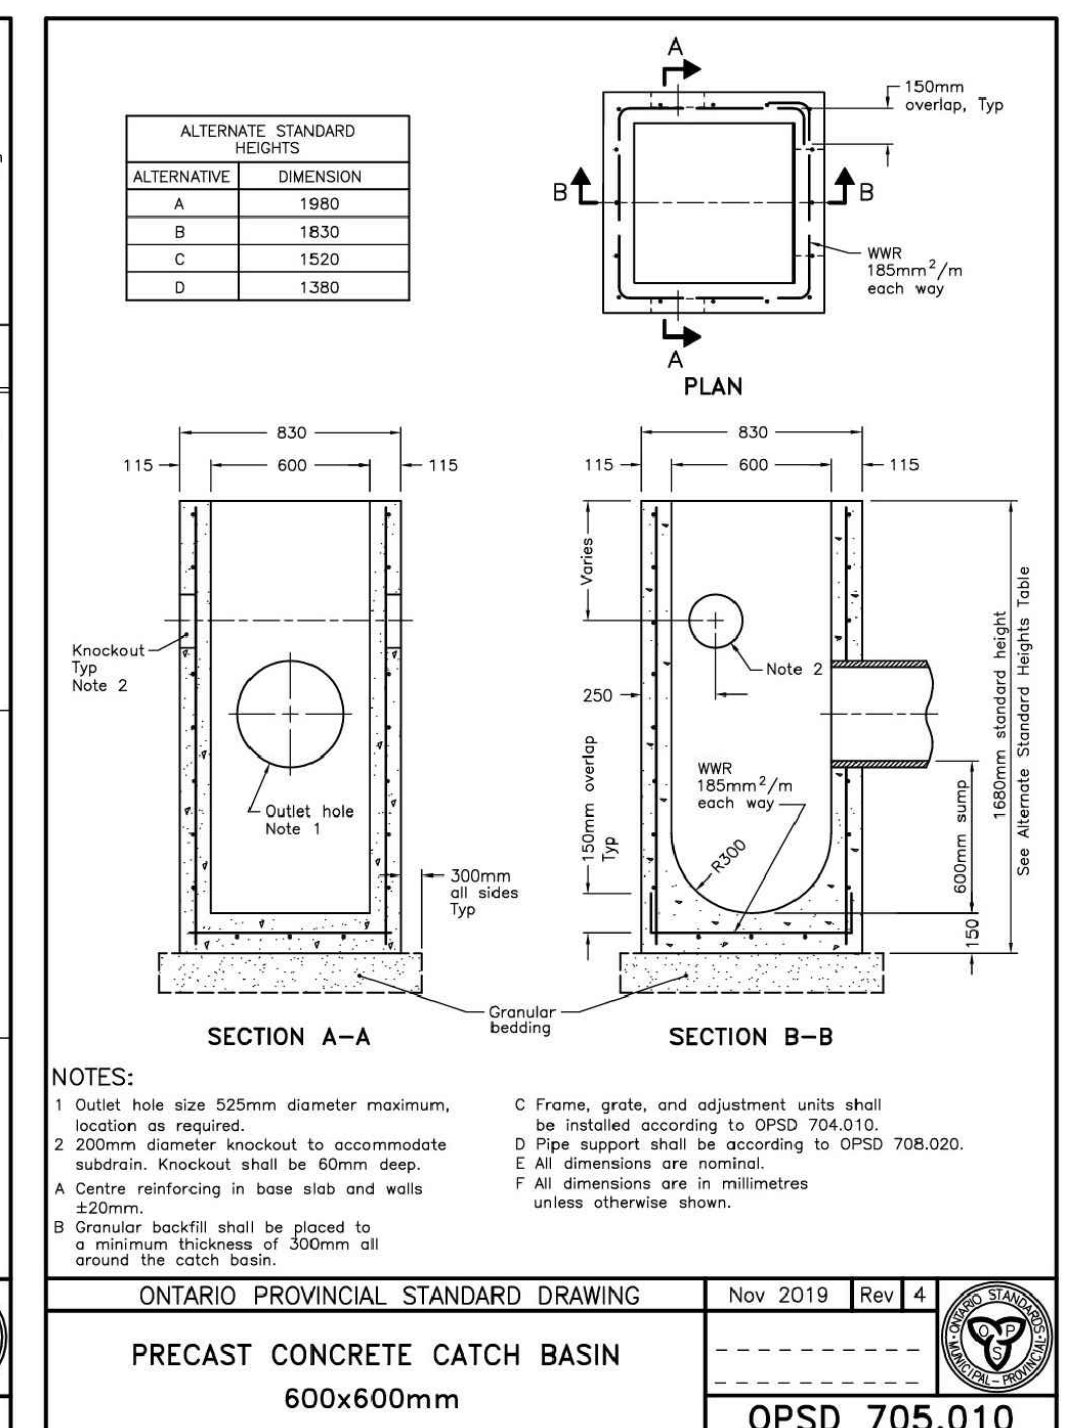 ALTERNATE STANDARD
HEIGHTS
ALTERNATIVE DIMENSION
A 1980
B 1830
C 1520
D 1380
A
150mm
overlap, Typ
B B
WWR
185mm²/m
each way
A
PLAN
830
115 600 115
Knockout
Typ
Note 2
Outlet hole
Note 1
300mm
all sides
Typ
SECTION A–A
830
115 600 115
Varies
Note 2
250
WWR
185mm²/m
each way
150mm overlap
Typ
R300
600mm sump
150
1680mm standard height
See Alternate Standard Heights Table
Granular
bedding
SECTION B–B
NOTES:
1 Outlet hole size 525mm diameter maximum,
location as required.
2 200mm diameter knockout to accommodate
subdrain. Knockout shall be 60mm deep.
A Centre reinforcing in base slab and walls
±20mm.
B Granular backfill shall be placed to
a minimum thickness of 300mm all
around the catch basin.
C Frame, grate, and adjustment units shall
be installed according to OPSD 704.010.
D Pipe support shall be according to OPSD 708.020.
E All dimensions are nominal.
F All dimensions are in millimetres
unless otherwise shown.
ONTARIO PROVINCIAL STANDARD DRAWING
Nov 2019 Rev 4
PRECAST CONCRETE CATCH BASIN
600x600mm
ONTARIO STANDARDS
MUNICIPAL–PROVINCIAL
O P S
OPSD 705.010